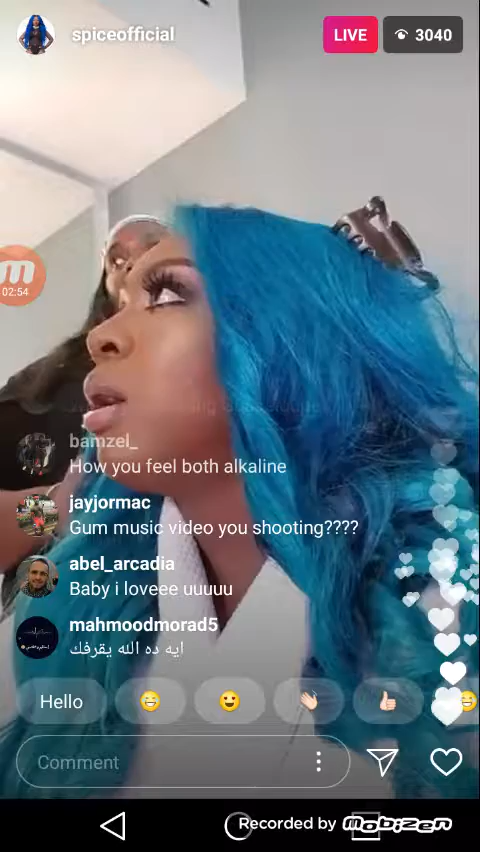 spiceofficial
LIVE
3040
02:54
bamzel_
How you feel both alkaline
jayjormac
Gum music video you shooting????
abel_arcadia
Baby i loveee uuuuu
mahmoodmorad5
ايه ده الله يقرفك
Hello
Comment
Recorded by mobizen